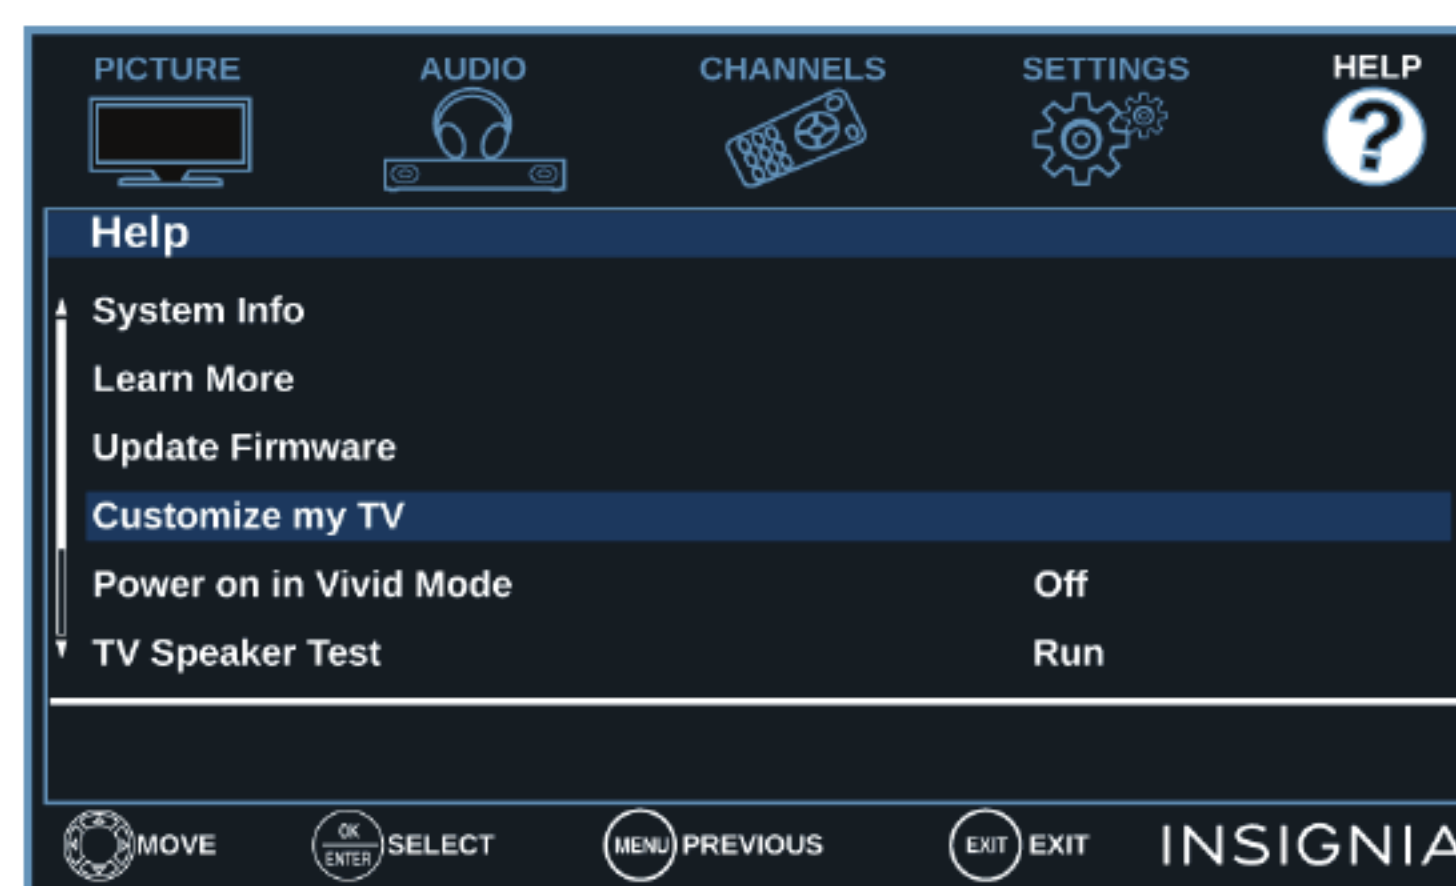 PICTURE AUDIO CHANNELS SETTINGS HELP
?
Help
System Info
Learn More
Update Firmware
Customize my TV
Power on in Vivid Mode Off
TV Speaker Test Run
MOVE OK ENTER SELECT MENU PREVIOUS EXIT EXIT INSIGNIA